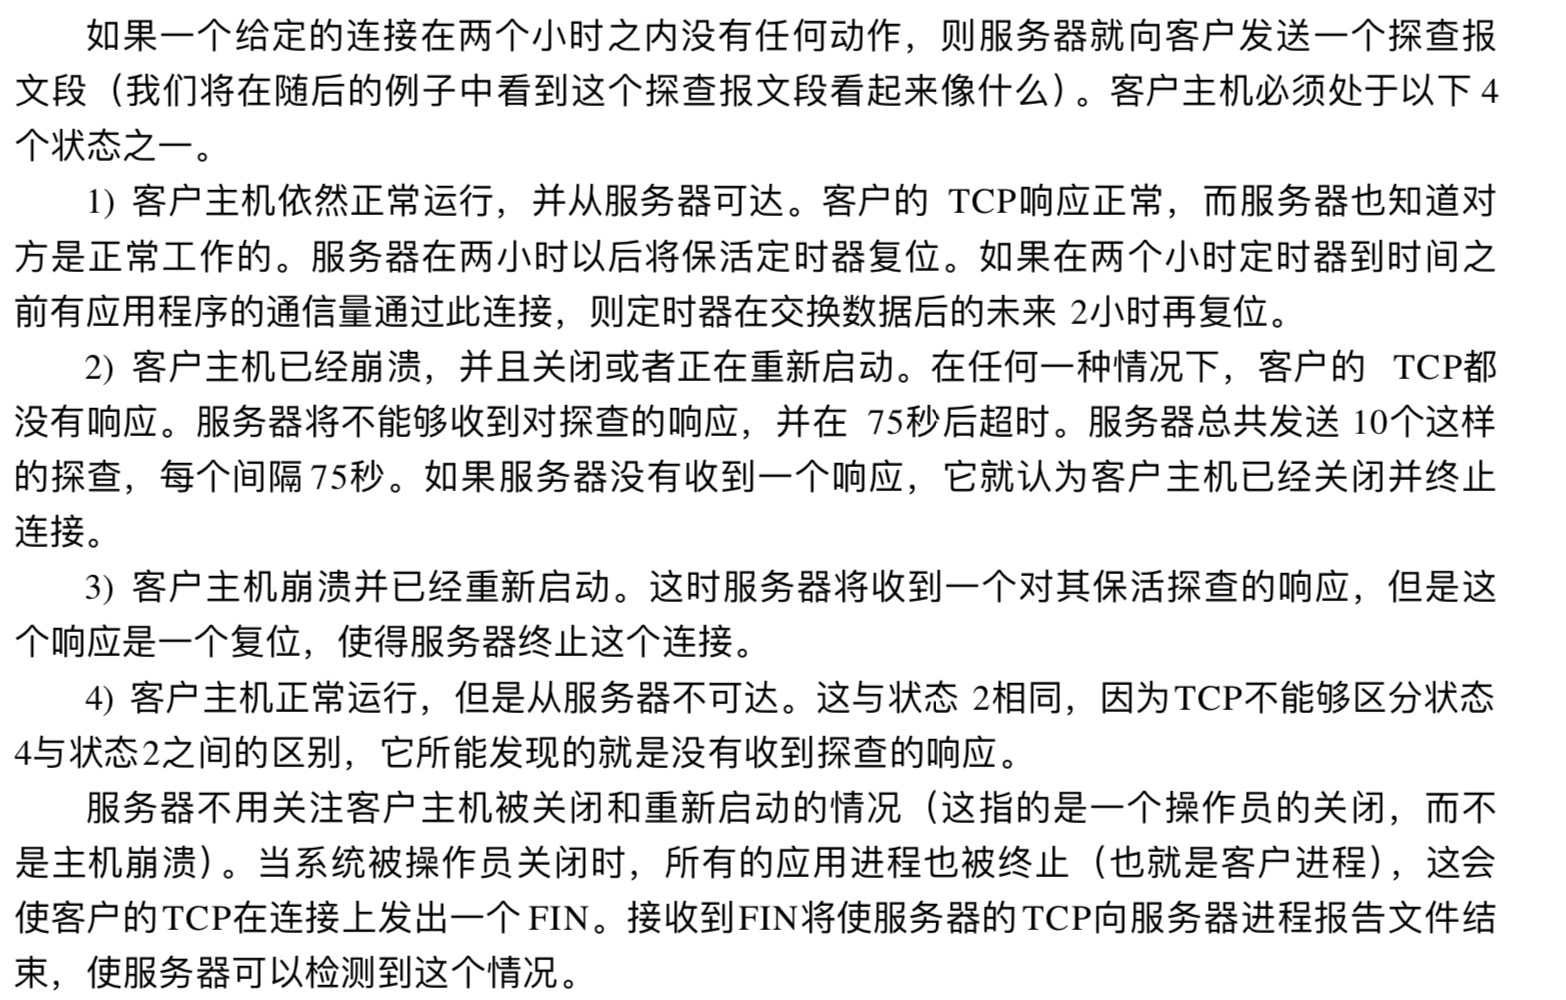 如果一个给定的连接在两个小时之内没有任何动作，则服务器就向客户发送一个探查报
文段（我们将在随后的例子中看到这个探查报文段看起来像什么）。客户主机必须处于以下 4
个状态之一。
1) 客户主机依然正常运行，并从服务器可达。客户的 TCP响应正常，而服务器也知道对
方是正常工作的。服务器在两小时以后将保活定时器复位。如果在两个小时定时器到时间之
前有应用程序的通信量通过此连接，则定时器在交换数据后的未来 2小时再复位。
2) 客户主机已经崩溃，并且关闭或者正在重新启动。在任何一种情况下，客户的 TCP都
没有响应。服务器将不能够收到对探查的响应，并在 75秒后超时。服务器总共发送 10个这样
的探查，每个间隔 75秒。如果服务器没有收到一个响应，它就认为客户主机已经关闭并终止
连接。
3) 客户主机崩溃并已经重新启动。这时服务器将收到一个对其保活探查的响应，但是这
个响应是一个复位，使得服务器终止这个连接。
4) 客户主机正常运行，但是从服务器不可达。这与状态 2相同，因为TCP不能够区分状态
4与状态2之间的区别，它所能发现的就是没有收到探查的响应。
服务器不用关注客户主机被关闭和重新启动的情况（这指的是一个操作员的关闭，而不
是主机崩溃）。当系统被操作员关闭时，所有的应用进程也被终止（也就是客户进程），这会
使客户的TCP在连接上发出一个 FIN。接收到FIN将使服务器的TCP向服务器进程报告文件结
束，使服务器可以检测到这个情况。